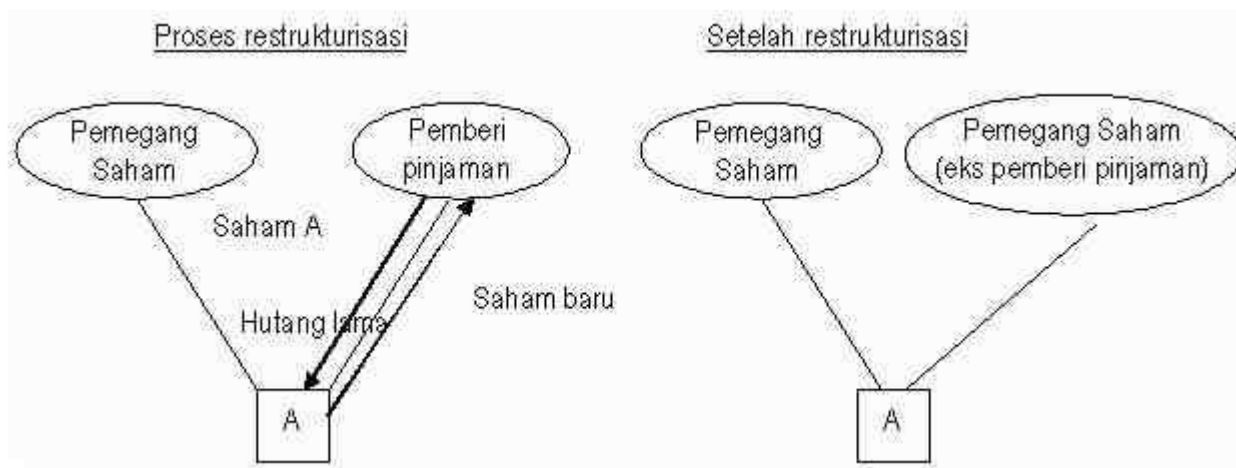 Proses restrukturisasi
Setelah restrukturisasi
Pemegang
Saham
Pemberi
pinjaman
Pemegang
Saham
Pemegang Saham
(eks pemberi pinjaman)
Saham A
Saham baru
Hutang lama
A
A